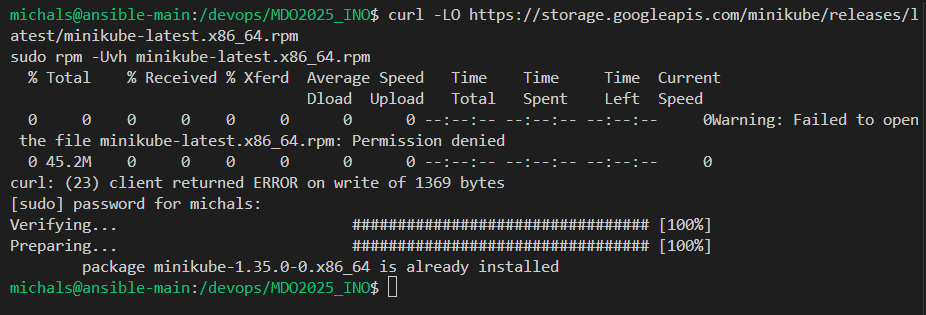 michals@ansible-main:/devops/MDO2025_INO$ curl -LO https://storage.googleapis.com/minikube/releases/l
atest/minikube-latest.x86_64.rpm
sudo rpm -Uvh minikube-latest.x86_64.rpm
  % Total    % Received % Xferd  Average Speed   Time    Time     Time  Current
                                 Dload  Upload   Total   Spent    Left  Speed
  0     0    0     0    0     0      0      0 --:--:-- --:--:-- --:--:--     0Warning: Failed to open
 the file minikube-latest.x86_64.rpm: Permission denied
  0 45.2M    0     0    0     0      0      0 --:--:-- --:--:-- --:--:--     0
curl: (23) client returned ERROR on write of 1369 bytes
[sudo] password for michals:
Verifying...                          ################################# [100%]
Preparing...                          ################################# [100%]
        package minikube-1.35.0-0.x86_64 is already installed
michals@ansible-main:/devops/MDO2025_INO$